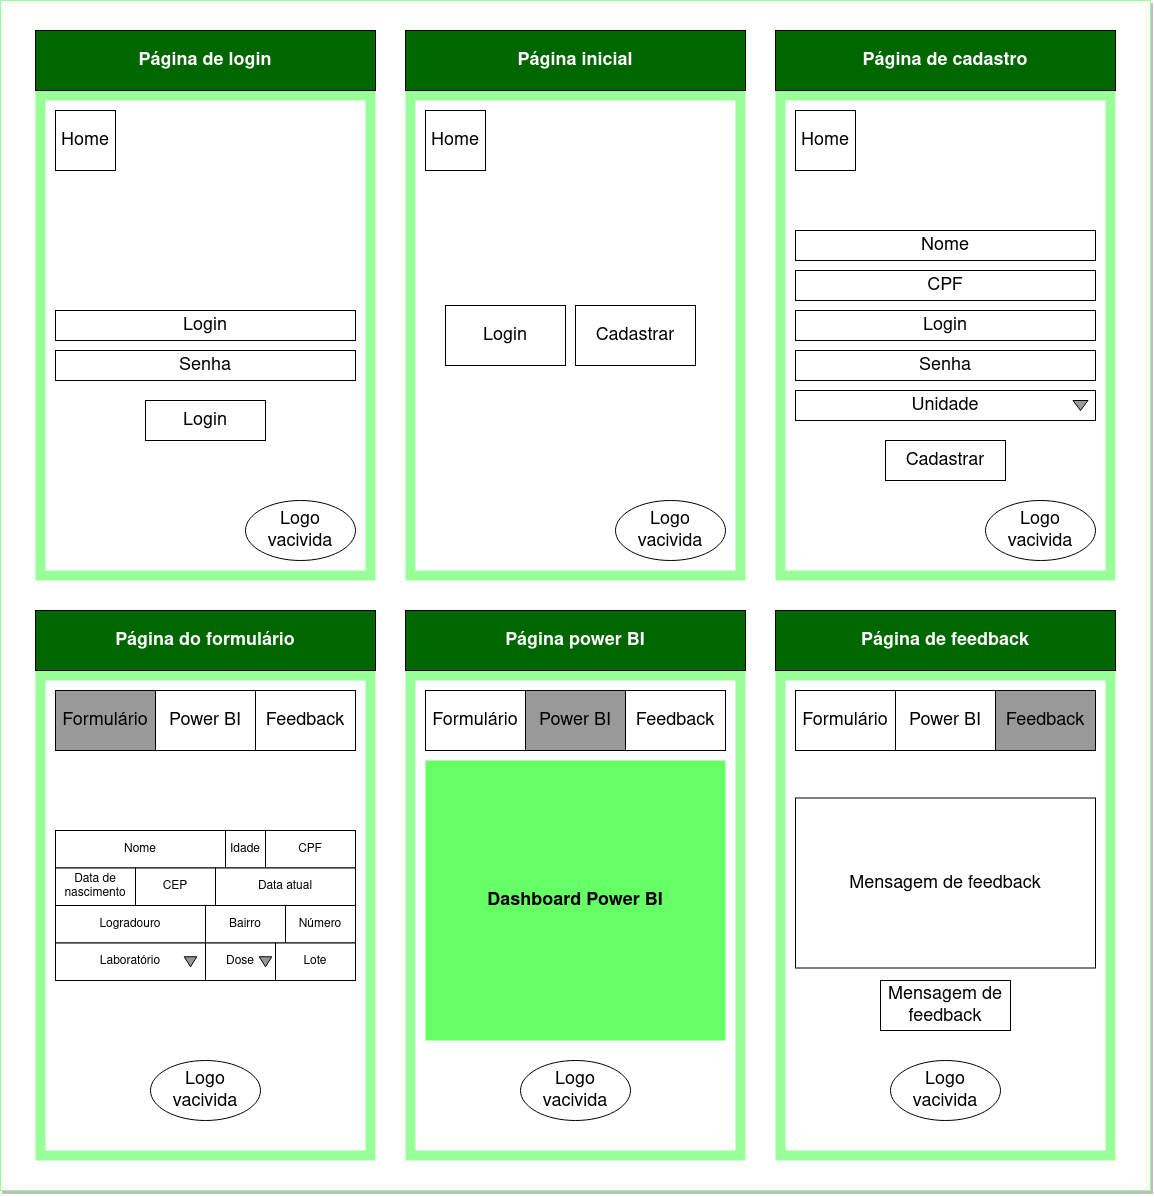 Página de login
Home
Login
Senha
Login
Logo
vacivida
Página inicial
Home
Login
Cadastrar
Logo
vacivida
Página de cadastro
Home
Nome
CPF
Login
Senha
Unidade
Cadastrar
Logo
vacivida
Página do formulário
Formulário
Power BI
Feedback
Nome
Idade
CPF
Data de
nascimento
CEP
Data atual
Logradouro
Bairro
Número
Laboratório
Dose
Lote
Logo
vacivida
Página power BI
Formulário
Power BI
Feedback
Dashboard Power BI
Logo
vacivida
Página de feedback
Formulário
Power BI
Feedback
Mensagem de feedback
Mensagem de
feedback
Logo
vacivida